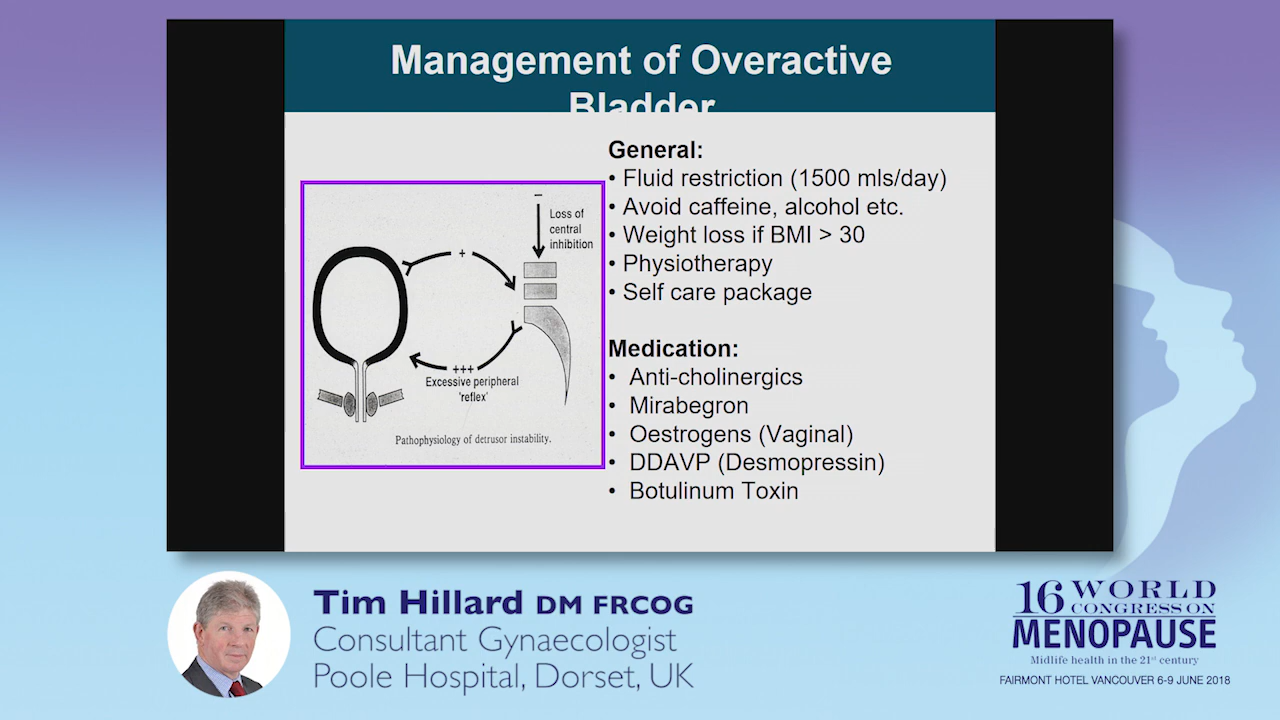 Management of Overactive
Bladder
General:
• Fluid restriction (1500 mls/day)
• Avoid caffeine, alcohol etc.
• Weight loss if BMI > 30
• Physiotherapy
• Self care package
Medication:
• Anti-cholinergics
• Mirabegron
• Oestrogens (Vaginal)
• DDAVP (Desmopressin)
• Botulinum Toxin
–
Loss of
central
inhibition
+
+++
Excessive peripheral
'reflex'
Pathophysiology of detrusor instability.
Tim Hillard DM FRCOG
Consultant Gynaecologist
Poole Hospital, Dorset, UK
16 WORLD
CONGRESS ON
MENOPAUSE
Midlife health in the 21st century
FAIRMONT HOTEL VANCOUVER 6-9 JUNE 2018